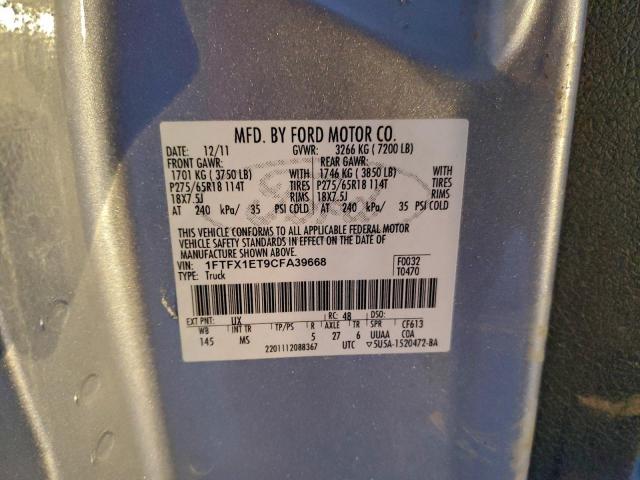 MFD. BY FORD MOTOR CO.
DATE: 12/11 GVWR: 3266 KG ( 7200 LB)
FRONT GAWR: REAR GAWR:
1701 KG ( 3750 LB) WITH 1746 KG ( 3850 LB) WITH
P275/65R18 114T TIRES P275/65R18 114T TIRES
18X7.5J RIMS 18X7.5J RIMS
AT 240 kPa/ 35 PSI COLD AT 240 kPa/ 35 PSI COLD
THIS VEHICLE CONFORMS TO ALL APPLICABLE FEDERAL MOTOR
VEHICLE SAFETY STANDARDS IN EFFECT ON THE DATE OF
MANUFACTURE SHOWN ABOVE.
VIN: 1FTFX1ET9CFA39668 F0032
TYPE: Truck T0470
EXT PNT: UX RC: 48 DSO:
WB INT TR TP/PS R AXLE TR SPR CF613
145 MS 5 27 6 UUAA COA
2201112088367 UTC ▽5U5A-1520472-BA